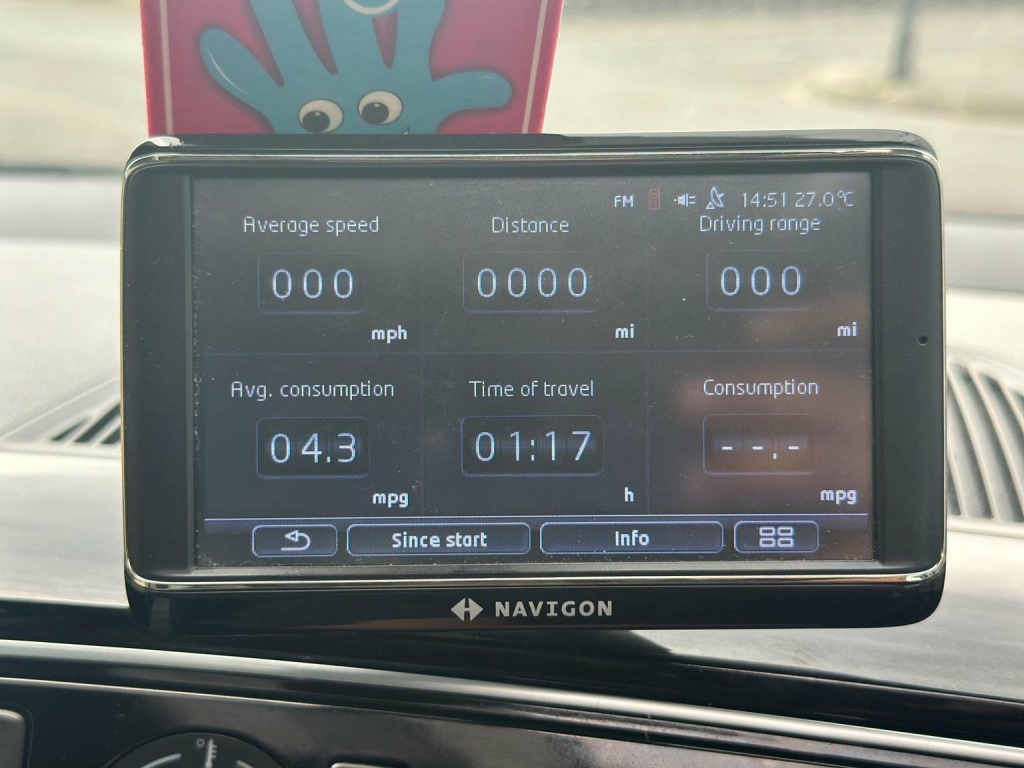 FM 14:51 27.0°C
Average speed Distance Driving range
000 0000 000
mph mi mi
Avg. consumption Time of travel Consumption
04.3 01:17 --.-
mpg h mpg
Since start Info
NAVIGON